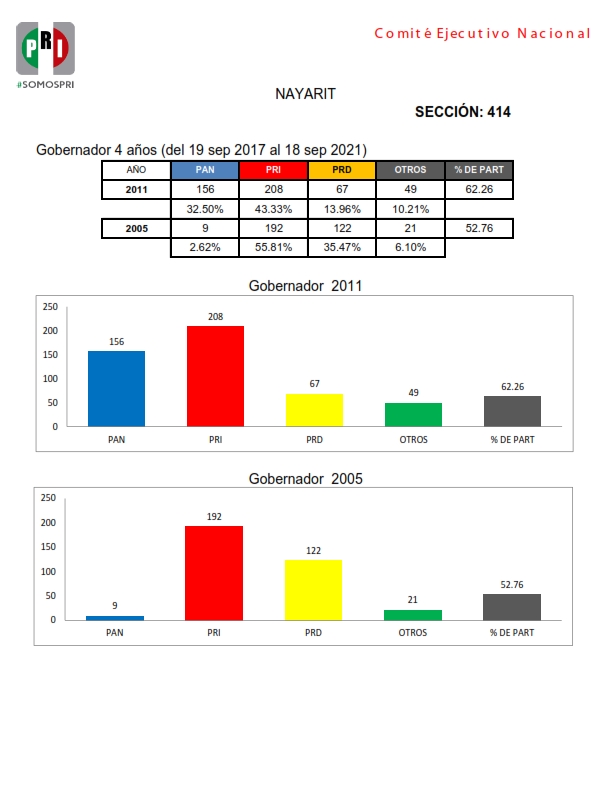 Comité Ejecutivo Nacional
PRI
#SOMOSPRI
NAYARIT
SECCIÓN: 414
Gobernador 4 años (del 19 sep 2017 al 18 sep 2021)
AÑO PAN PRI PRD OTROS % DE PART
2011 156 208 67 49 62.26
32.50% 43.33% 13.96% 10.21%
2005 9 192 122 21 52.76
2.62% 55.81% 35.47% 6.10%
Gobernador 2011
250
200
150
100
50
0
156 208 67 49 62.26
PAN PRI PRD OTROS % DE PART
Gobernador 2005
250
200
150
100
50
0
9 192 122 21 52.76
PAN PRI PRD OTROS % DE PART